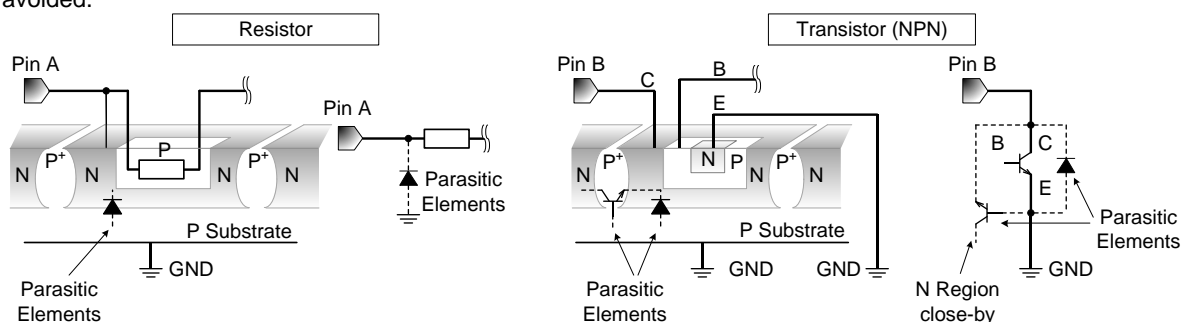 avoided.
Resistor
Transistor (NPN)
Pin A
Pin A
N
P+
N
P
N
P+
N
Parasitic
Elements
P Substrate
GND
Parasitic
Elements
Pin B
C
B
E
N
P+
N
P
N
P+
N
P Substrate
GND
GND
Parasitic
Elements
Pin B
B
C
E
Parasitic
Elements
GND
N Region
close-by